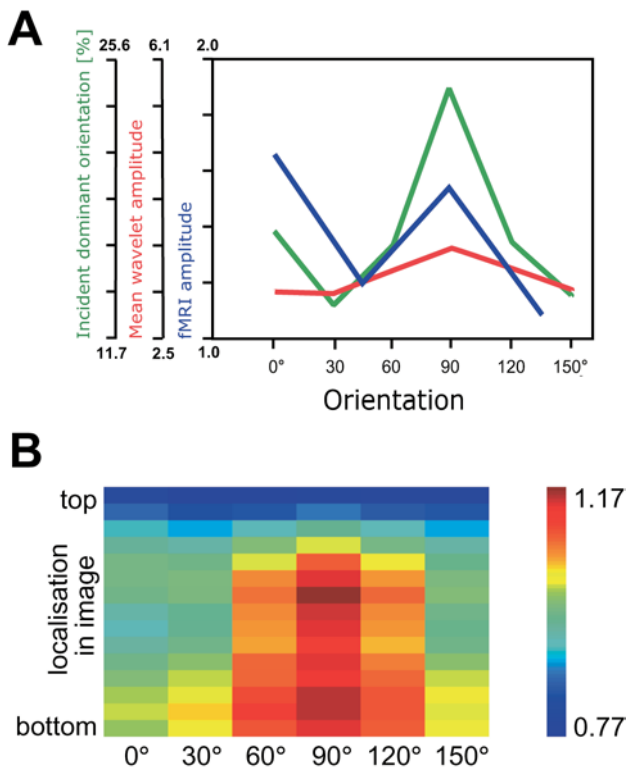 A
25.6 6.1 2.0
Incident dominant orientation [%]
Mean wavelet amplitude
fMRI amplitude
11.7 2.5 1.0
0° 30 60 90 120 150°
Orientation
B
top
localisation
in image
bottom
1.17
0.77
0° 30° 60° 90° 120° 150°